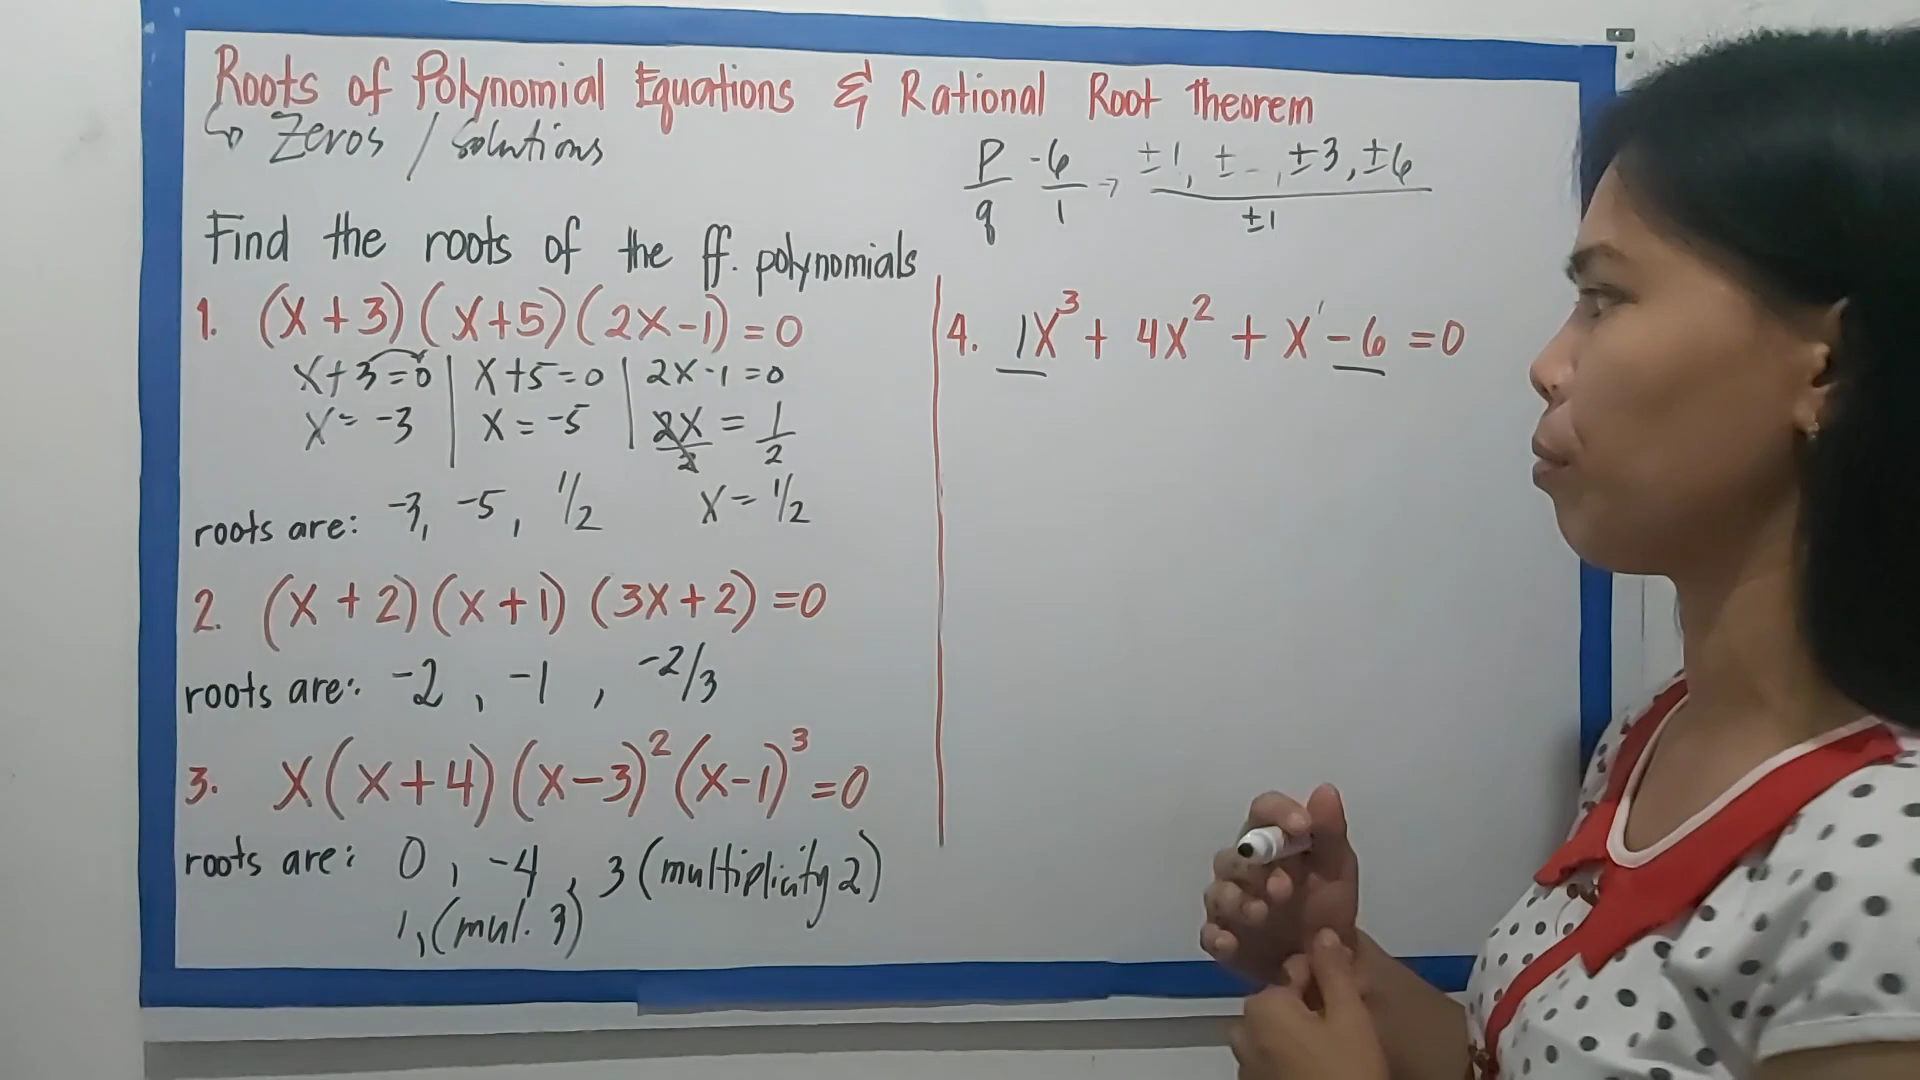 Roots of Polynomial Equations & Rational Root Theorem
↳ Zeros / Solutions
P/q -6/1 → ±1, ± , ±3, ±6 / ±1
Find the roots of the ff. polynomials
1. (x+3)(x+5)(2x-1)=0
x+3=0 | x+5=0 | 2x-1=0
x=-3 | x=-5 | 2x/2 = 1/2
x=1/2
roots are: -3, -5, 1/2
2. (x+2)(x+1)(3x+2)=0
roots are: -2, -1, -2/3
3. x(x+4)(x-3)²(x-1)³=0
roots are: 0, -4, 3 (multiplicity 2)
1, (mul. 3)
4. 1x³ + 4x² + x - 6 = 0